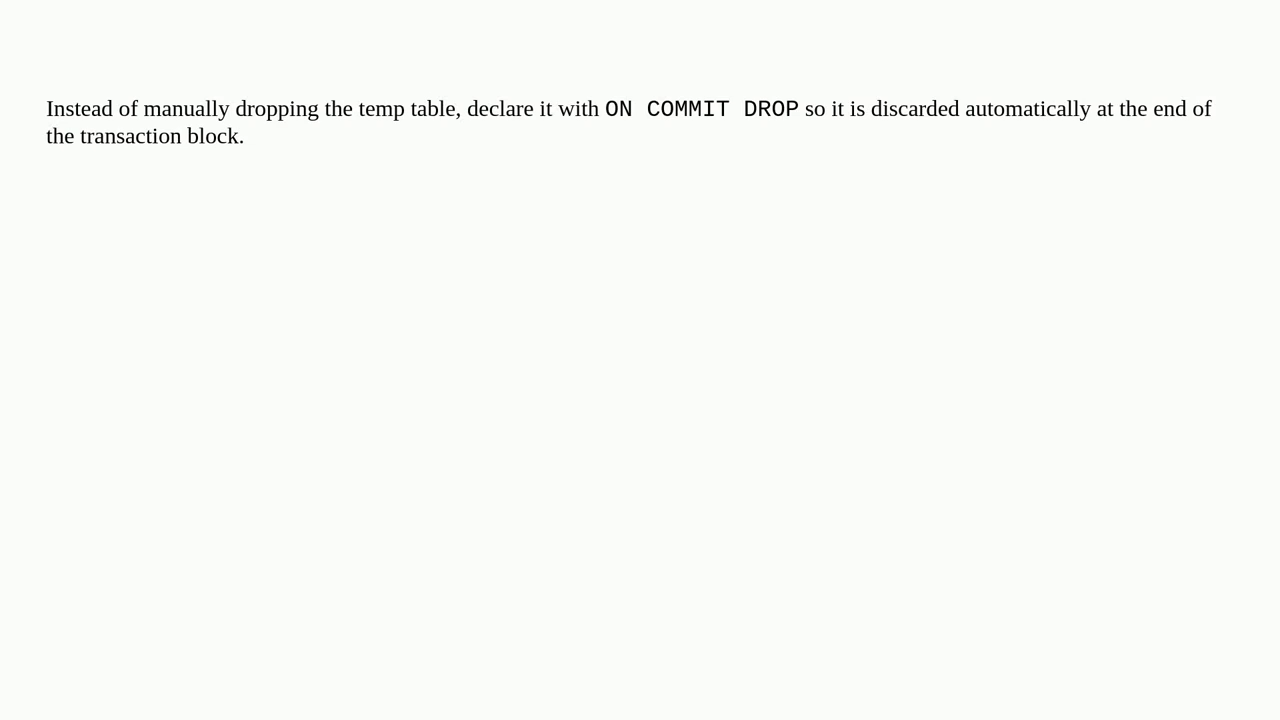 Instead of manually dropping the temp table, declare it with ON COMMIT DROP so it is discarded automatically at the end of
the transaction block.